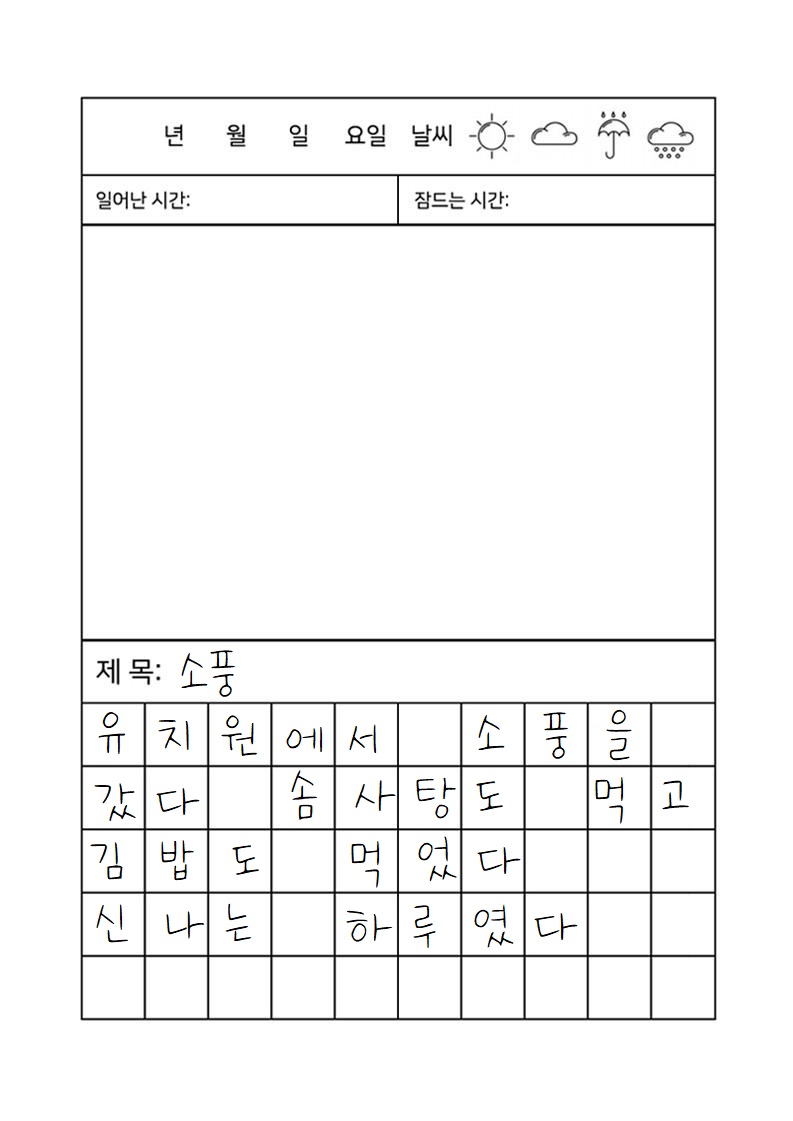 년 월 일 요일 날씨
일어난 시간: 잠드는 시간:
제 목: 소풍
유치원에서 소풍을
갔다 솜사탕도 먹고
김밥도 먹었다
신나는 하루였다